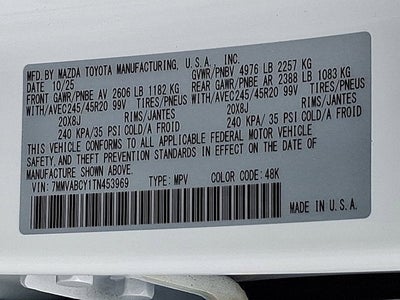 MFD.BY MAZDA TOYOTA MANUFACTURING, U.S.A., INC.
DATE 10/25 GVWR/PNBV 4976 LB 2257 KG
FRONT GAWR/PNBE AV 2606 LB 1182 KG REAR GAWR/PNBE AR 2388 LB 1083 KG
WITH/AVEC245/45R20 99V TIRES/PNEUS WITH/AVEC245/45R20 99V TIRES/PNEUS
20X8J 20X8J
240 KPA/35 PSI COLD/A FROID 240 KPA/35 PSI COLD/A FROID
THIS VEHICLE CONFORMS TO ALL APPLICABLE FEDERAL MOTOR VEHICLE
SAFETY, AND THEFT PREVENTION STANDARDS IN EFFECT ON THE DATE OF
MANUFACTURE SHOWN ABOVE.
VIN: 7MMVABCY1TN453969 TYPE: MPV COLOR CODE: 48K
MADE IN U.S.A.